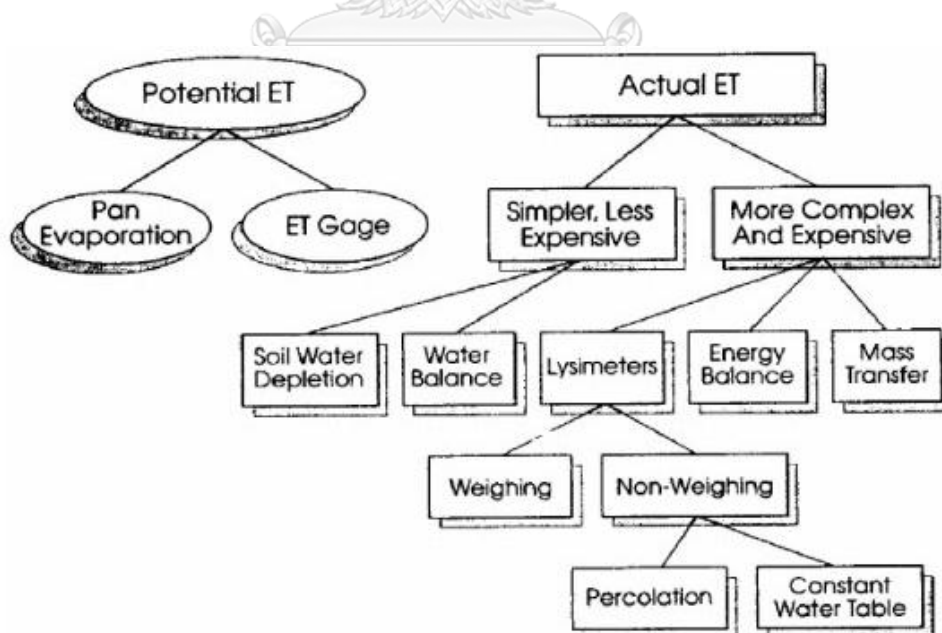 Potential ET
Actual ET
Pan
Evaporation
ET Gage
Simpler, Less
Expensive
More Complex
And Expensive
Soil Water
Depletion
Water
Balance
Lysimeters
Energy
Balance
Mass
Transfer
Weighing
Non-Weighing
Percolation
Constant
Water Table